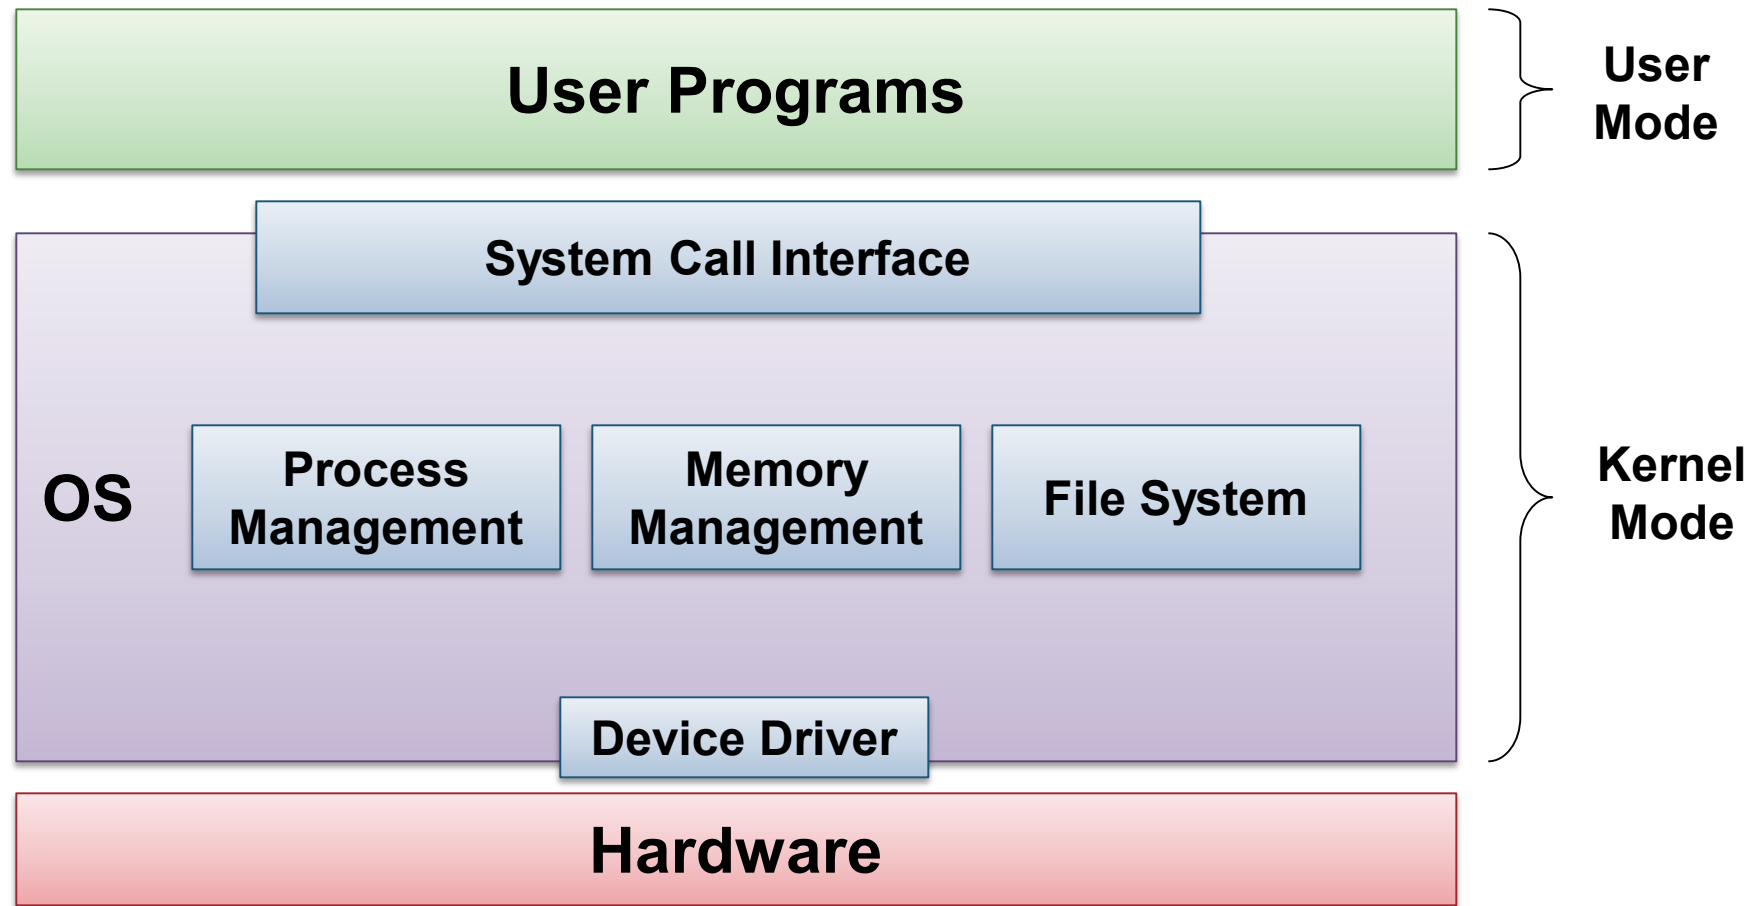 User Programs
User
Mode
System Call Interface
OS
Process
Management
Memory
Management
File System
Kernel
Mode
Device Driver
Hardware